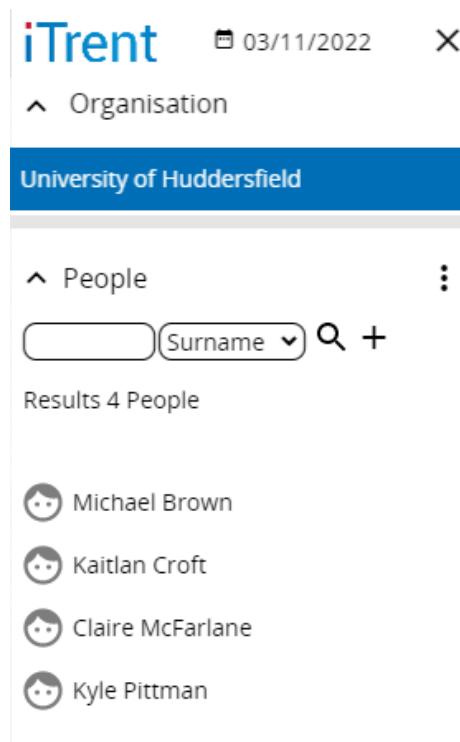 iTrent 03/11/2022
Organisation
University of Huddersfield
People
Surname
Results 4 People
Michael Brown
Kaitlan Croft
Claire McFarlane
Kyle Pittman